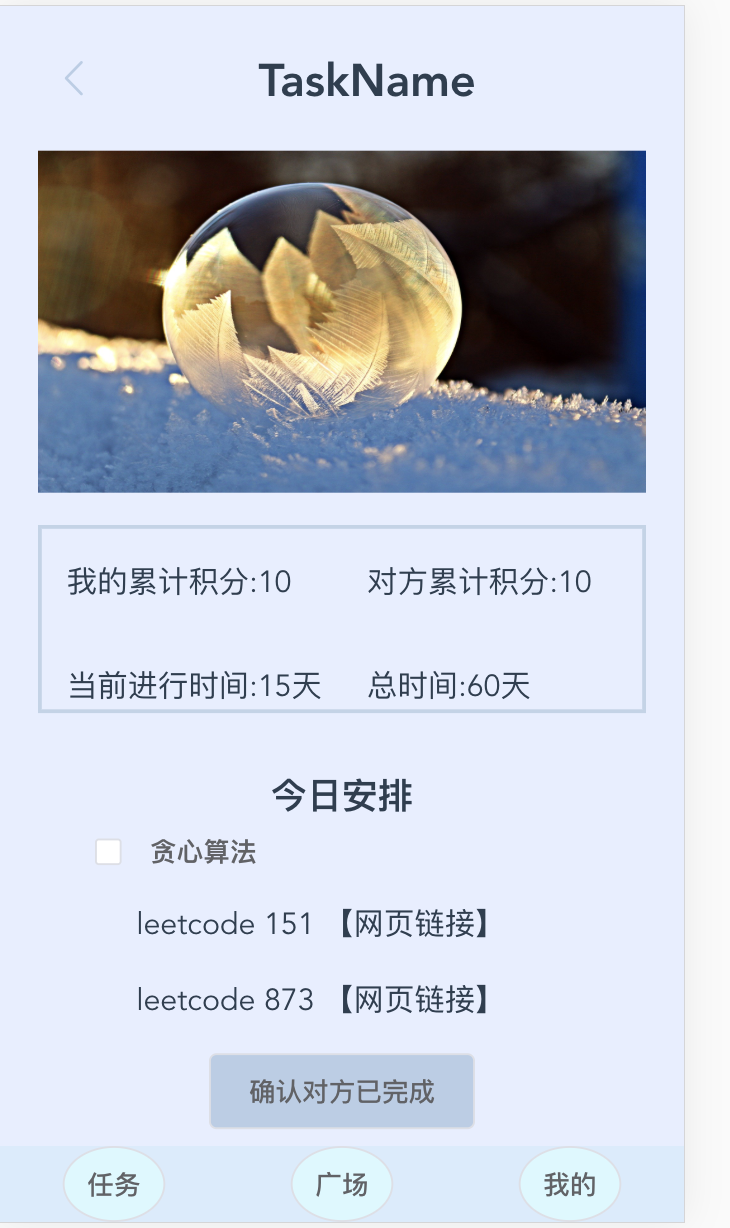 TaskName
我的累计积分:10 对方累计积分:10
当前进行时间:15天 总时间:60天
今日安排
贪心算法
leetcode 151 【网页链接】
leetcode 873 【网页链接】
确认对方已完成
任务 广场 我的